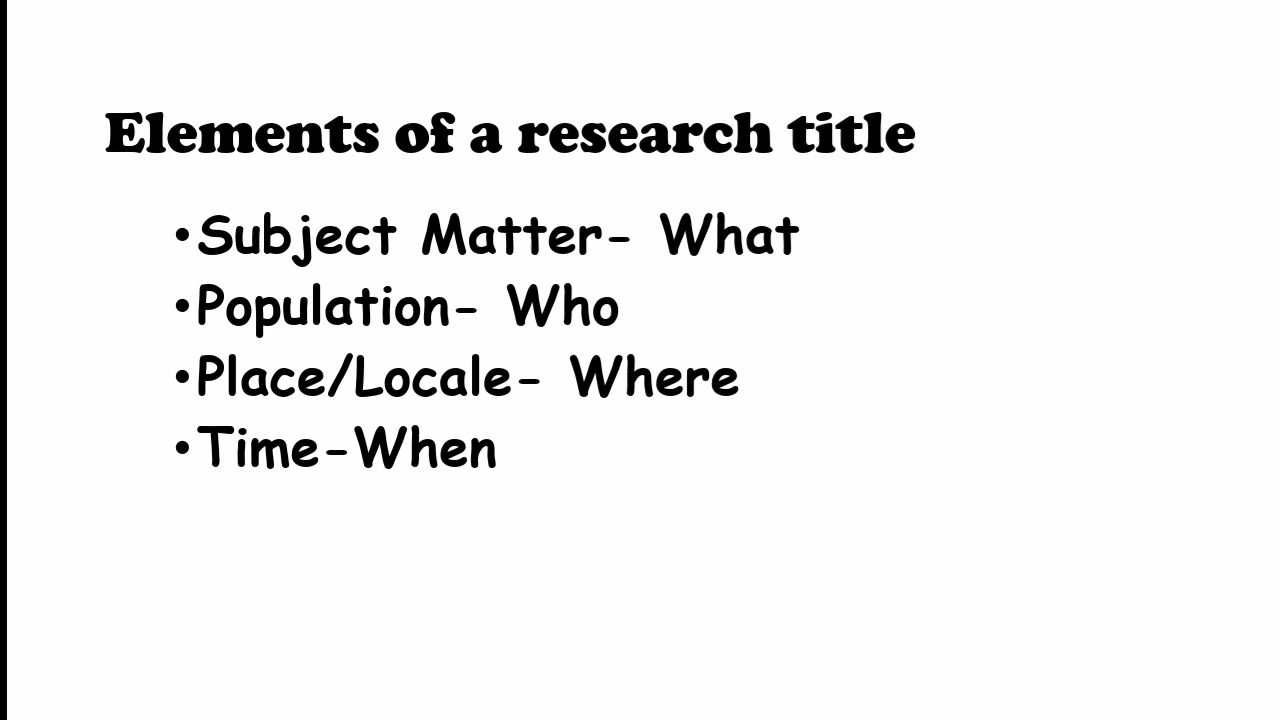 Elements of a research title
•Subject Matter- What
•Population- Who
•Place/Locale- Where
•Time-When